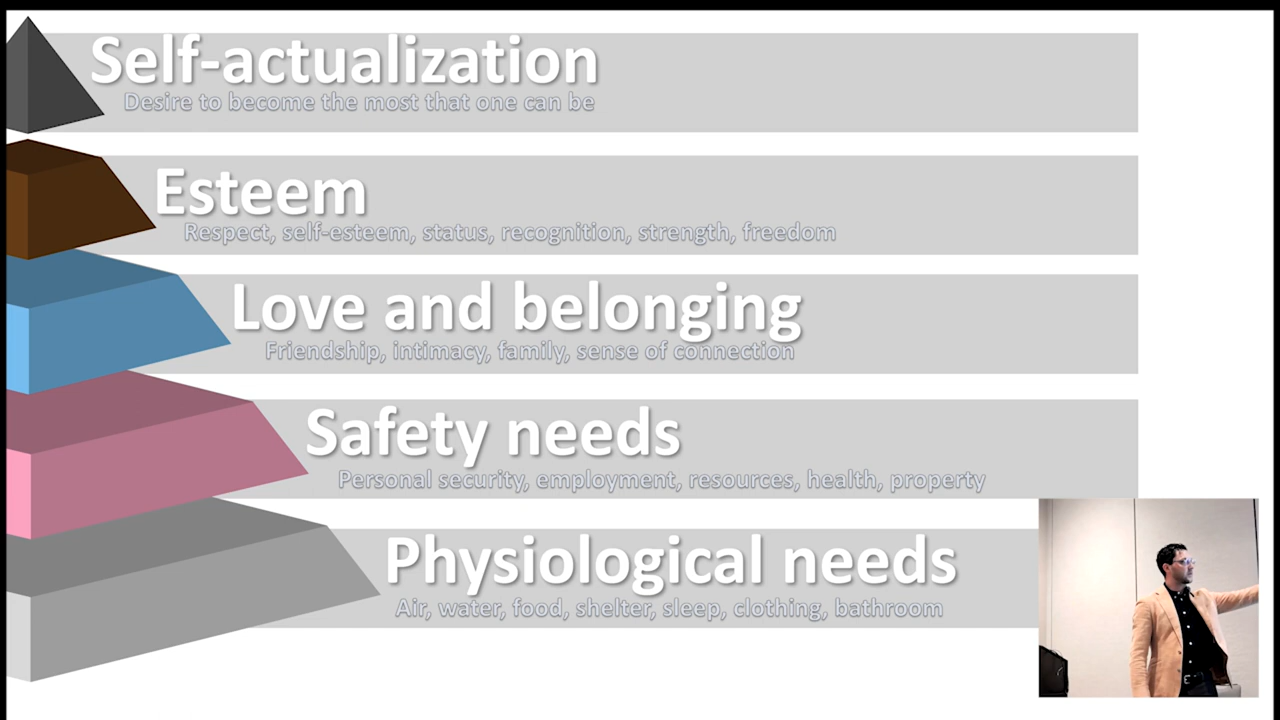 Self-actualization
Desire to become the most that one can be
Esteem
Respect, self-esteem, status, recognition, strength, freedom
Love and belonging
Friendship, intimacy, family, sense of connection
Safety needs
Personal security, employment, resources, health, property
Physiological needs
Air, water, food, shelter, sleep, clothing, bathroom